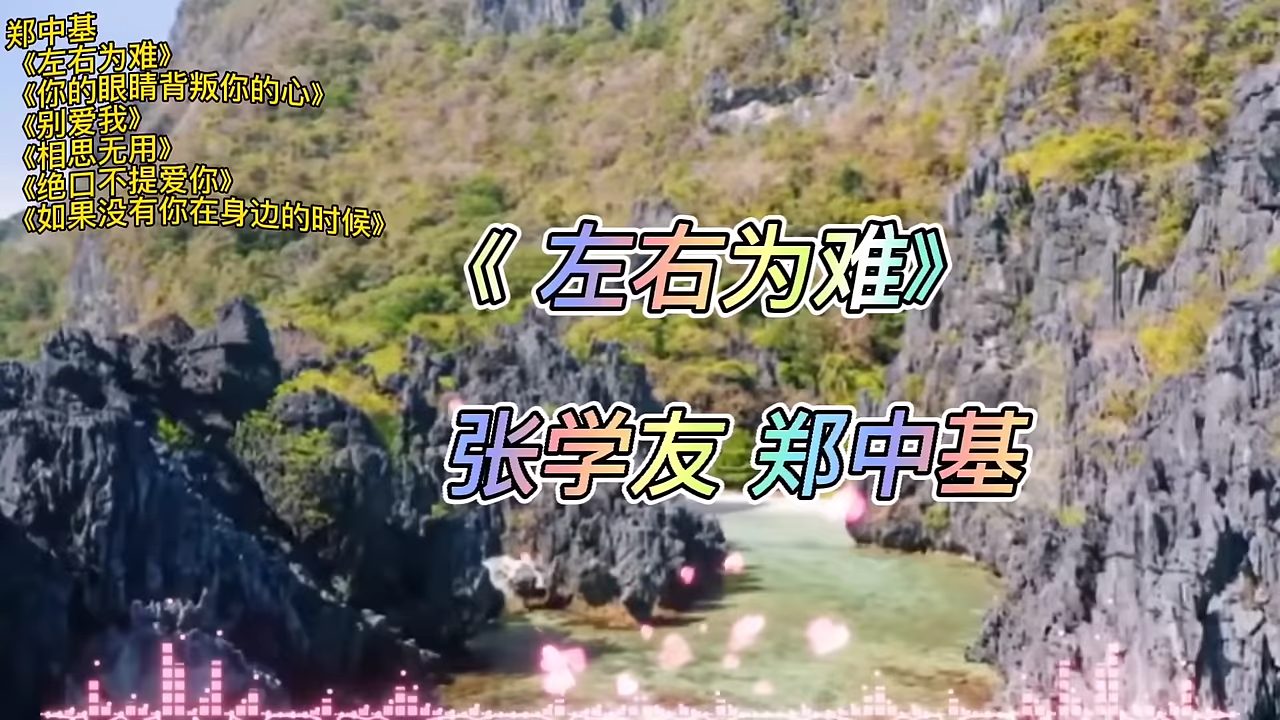 郑中基
《左右为难》
《你的眼睛背叛你的心》
《别爱我》
《相思无用》
《绝口不提爱你》
《如果没有你在身边的时候》
《 左右为难》
张学友 郑中基